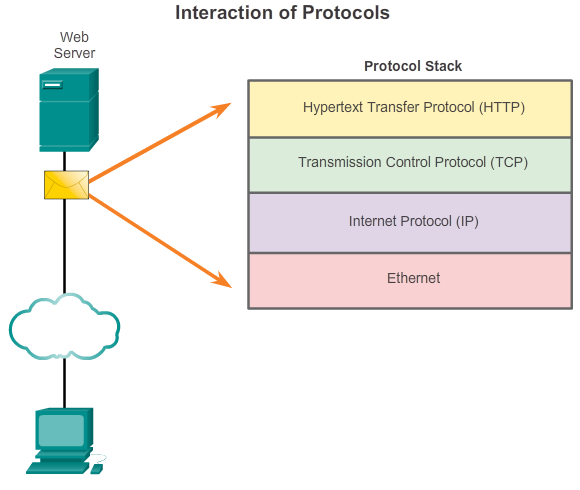 Interaction of Protocols
Web
Server
Protocol Stack
Hypertext Transfer Protocol (HTTP)
Transmission Control Protocol (TCP)
Internet Protocol (IP)
Ethernet